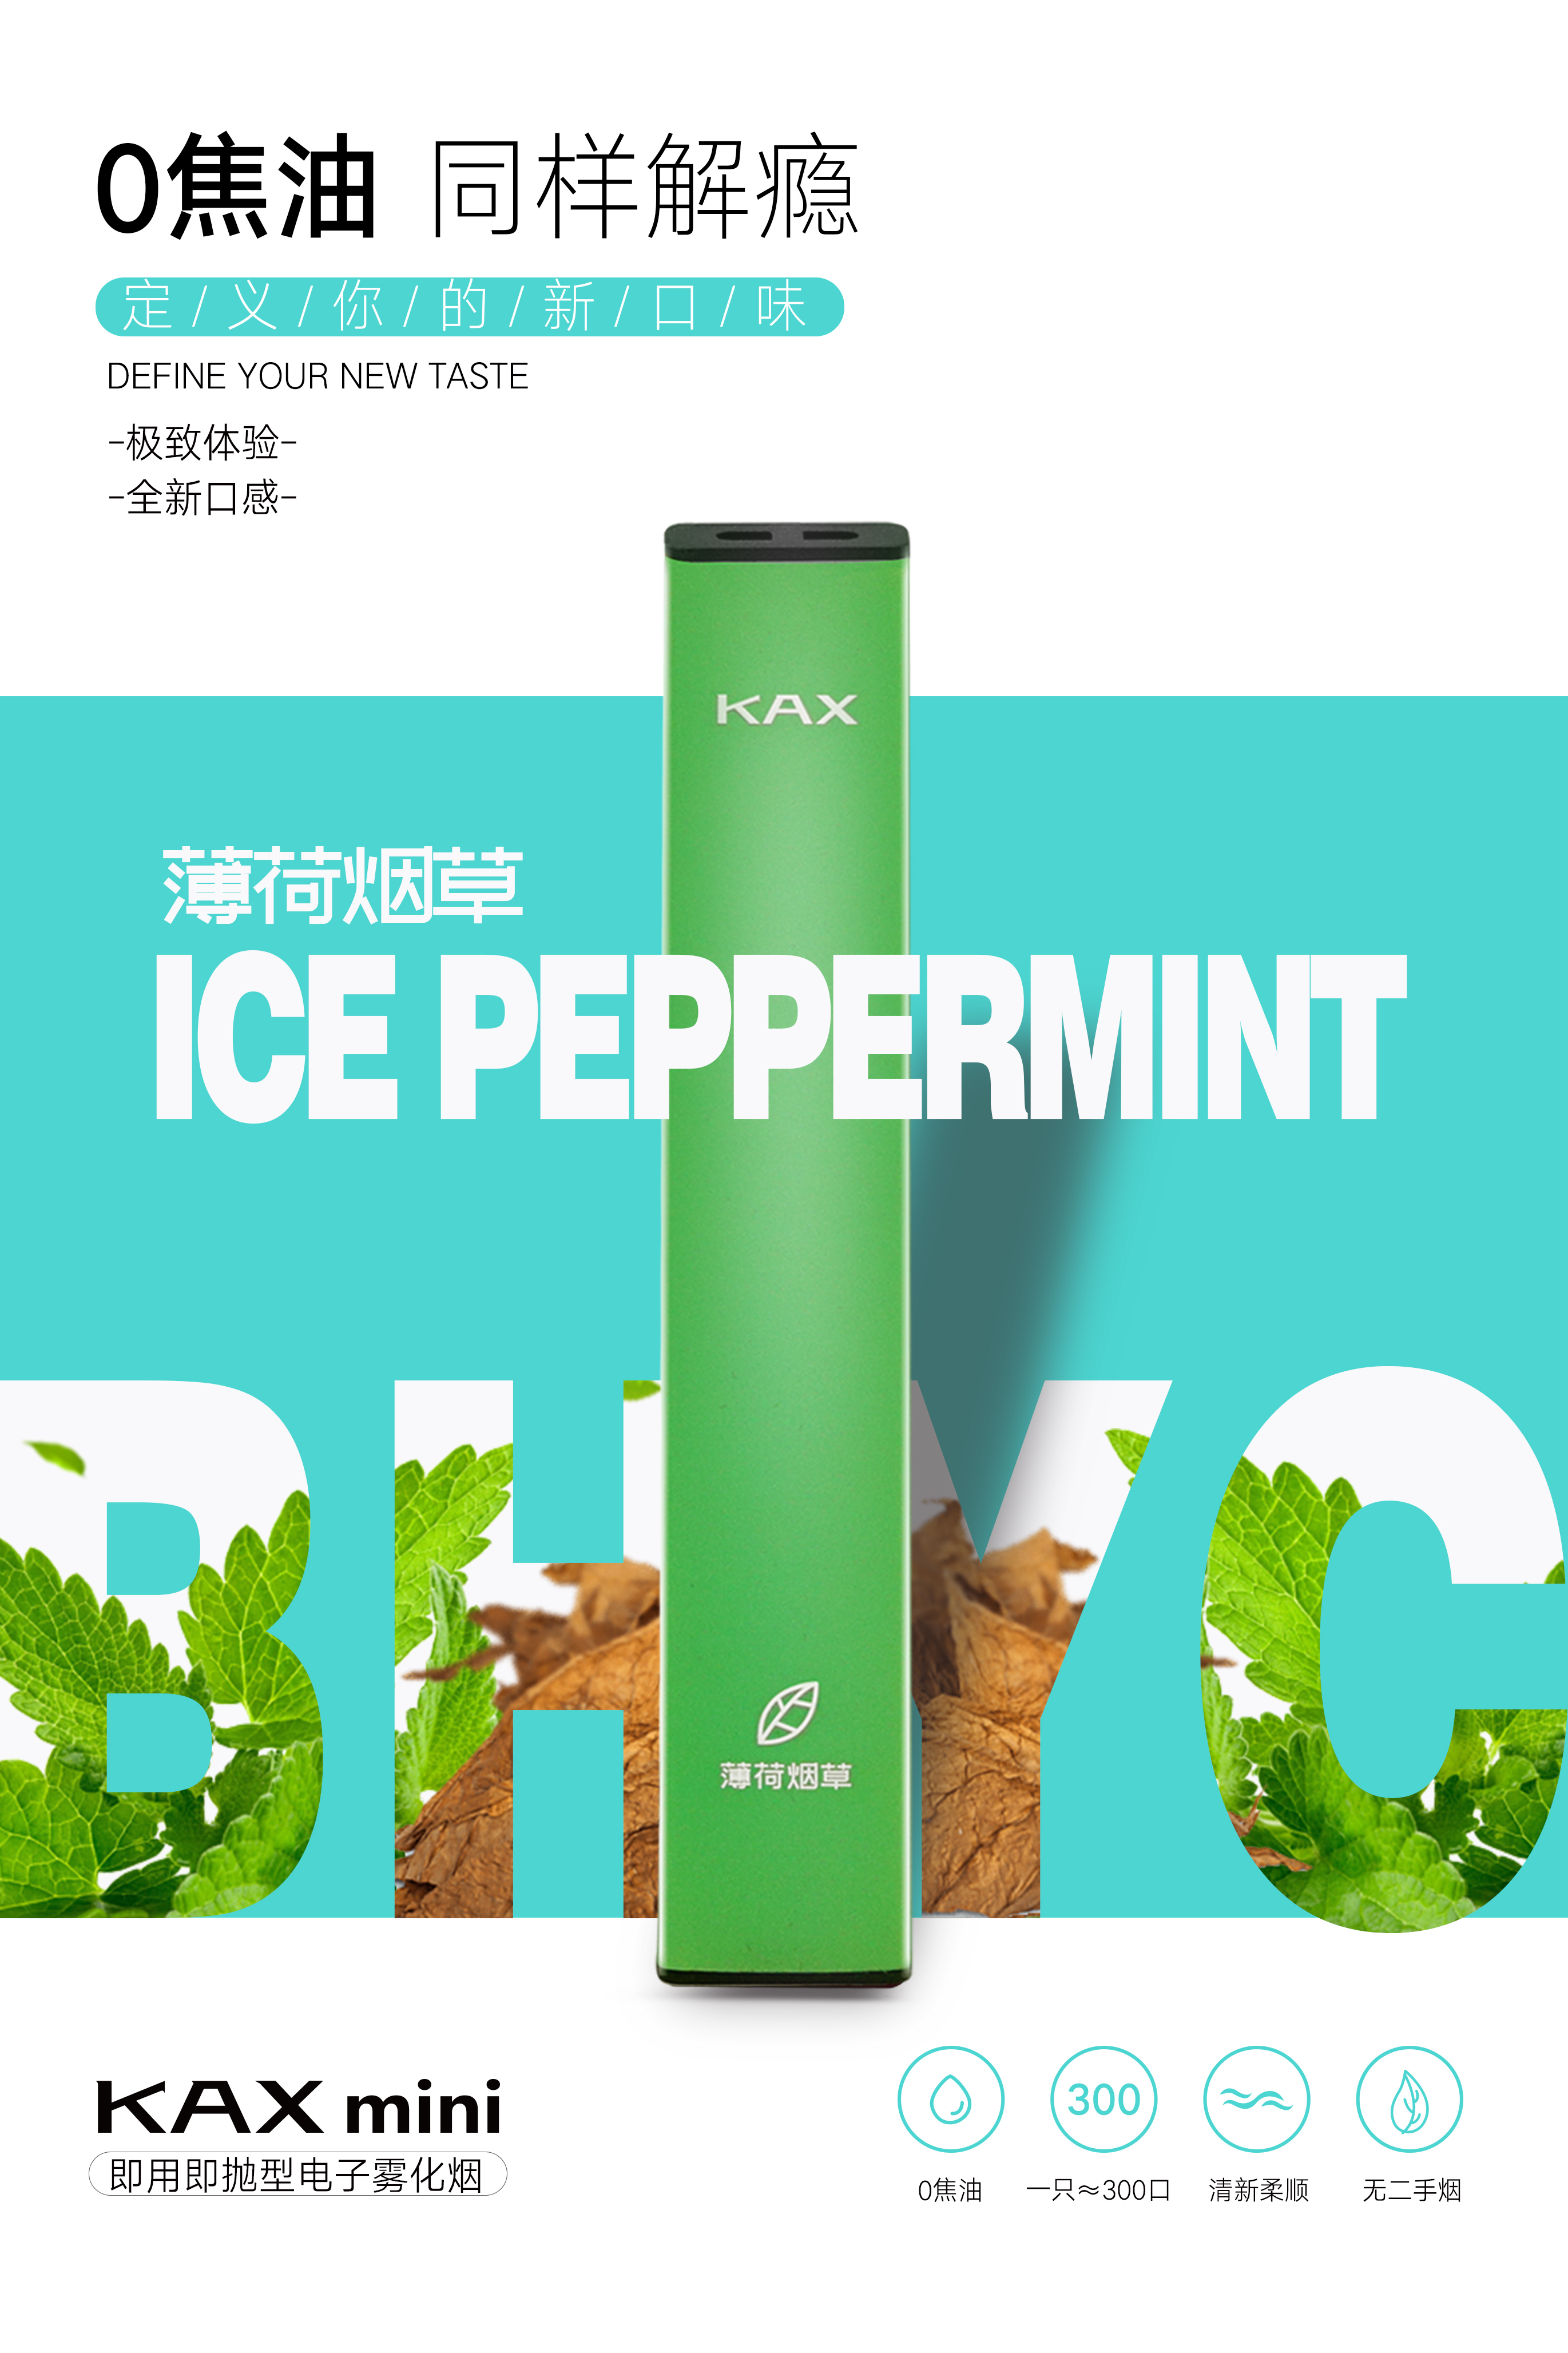 0焦油 同样解瘾
定/义/你/的/新/口/味
DEFINE YOUR NEW TASTE
-极致体验-
-全新口感-
KAX
薄荷烟草
ICE PEPPERMINT
BHYC
薄荷烟草
KAX mini
即用即抛型电子雾化烟
300
0焦油
一只≈300口
清新柔顺
无二手烟